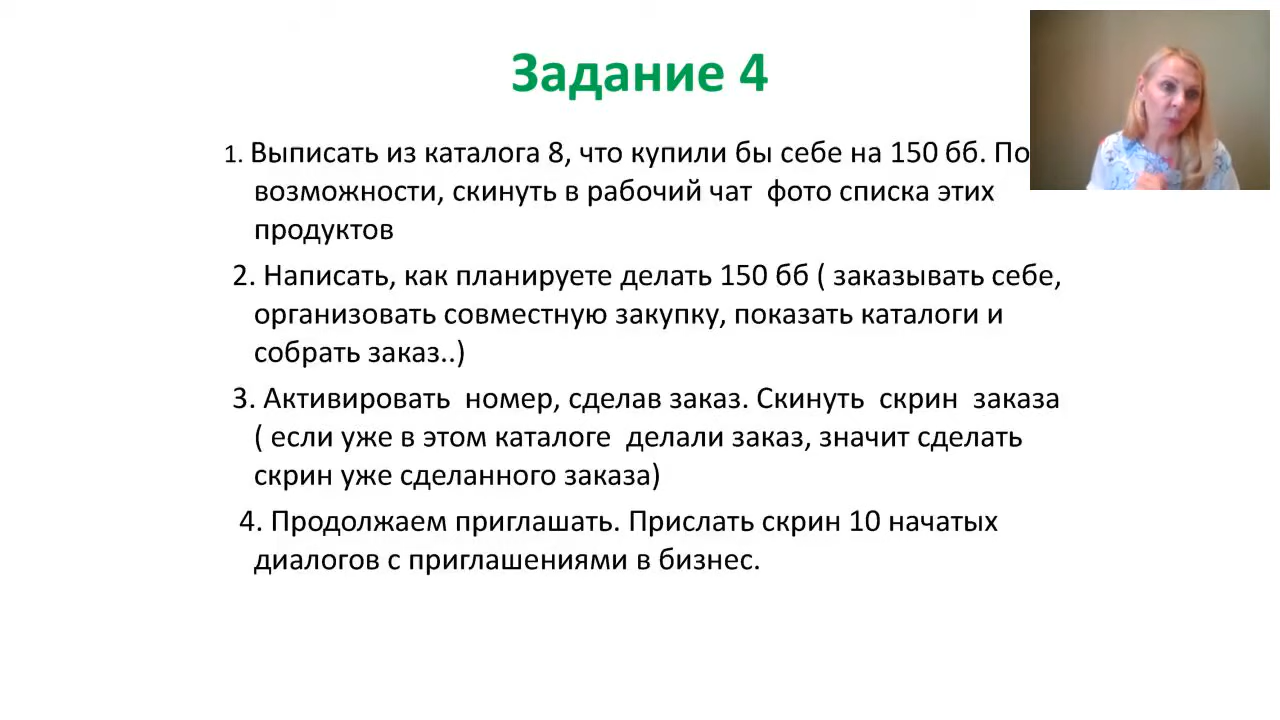 Задание 4
1. Выписать из каталога 8, что купили бы себе на 150 бб. По
возможности, скинуть в рабочий чат  фото списка этих
продуктов
2. Написать, как планируете делать 150 бб ( заказывать себе,
организовать совместную закупку, показать каталоги и
собрать заказ..)
3. Активировать  номер, сделав заказ. Скинуть  скрин  заказа
( если уже в этом каталоге  делали заказ, значит сделать
скрин уже сделанного заказа)
4. Продолжаем приглашать. Прислать скрин 10 начатых
диалогов с приглашениями в бизнес.